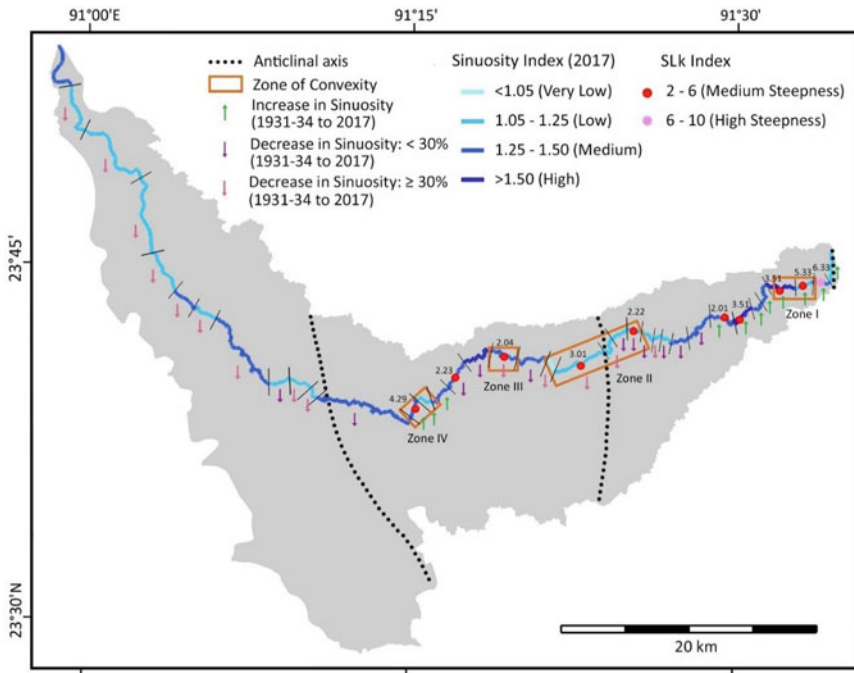 91°00'E 91°15' 91°30'
Anticlinal axis
Zone of Convexity
Increase in Sinuosity
(1931-34 to 2017)
Decrease in Sinuosity: < 30%
(1931-34 to 2017)
Decrease in Sinuosity: ≥ 30%
(1931-34 to 2017)
Sinuosity Index (2017)
<1.05 (Very Low)
1.05 - 1.25 (Low)
1.25 - 1.50 (Medium)
>1.50 (High)
SLk Index
2 - 6 (Medium Steepness)
6 - 10 (High Steepness)
23°45'
23°30'N
3.51 5.33 6.33
Zone I
2.01 3.51
2.22
3.01
Zone II
2.04
Zone III
2.23
4.29
Zone IV
20 km